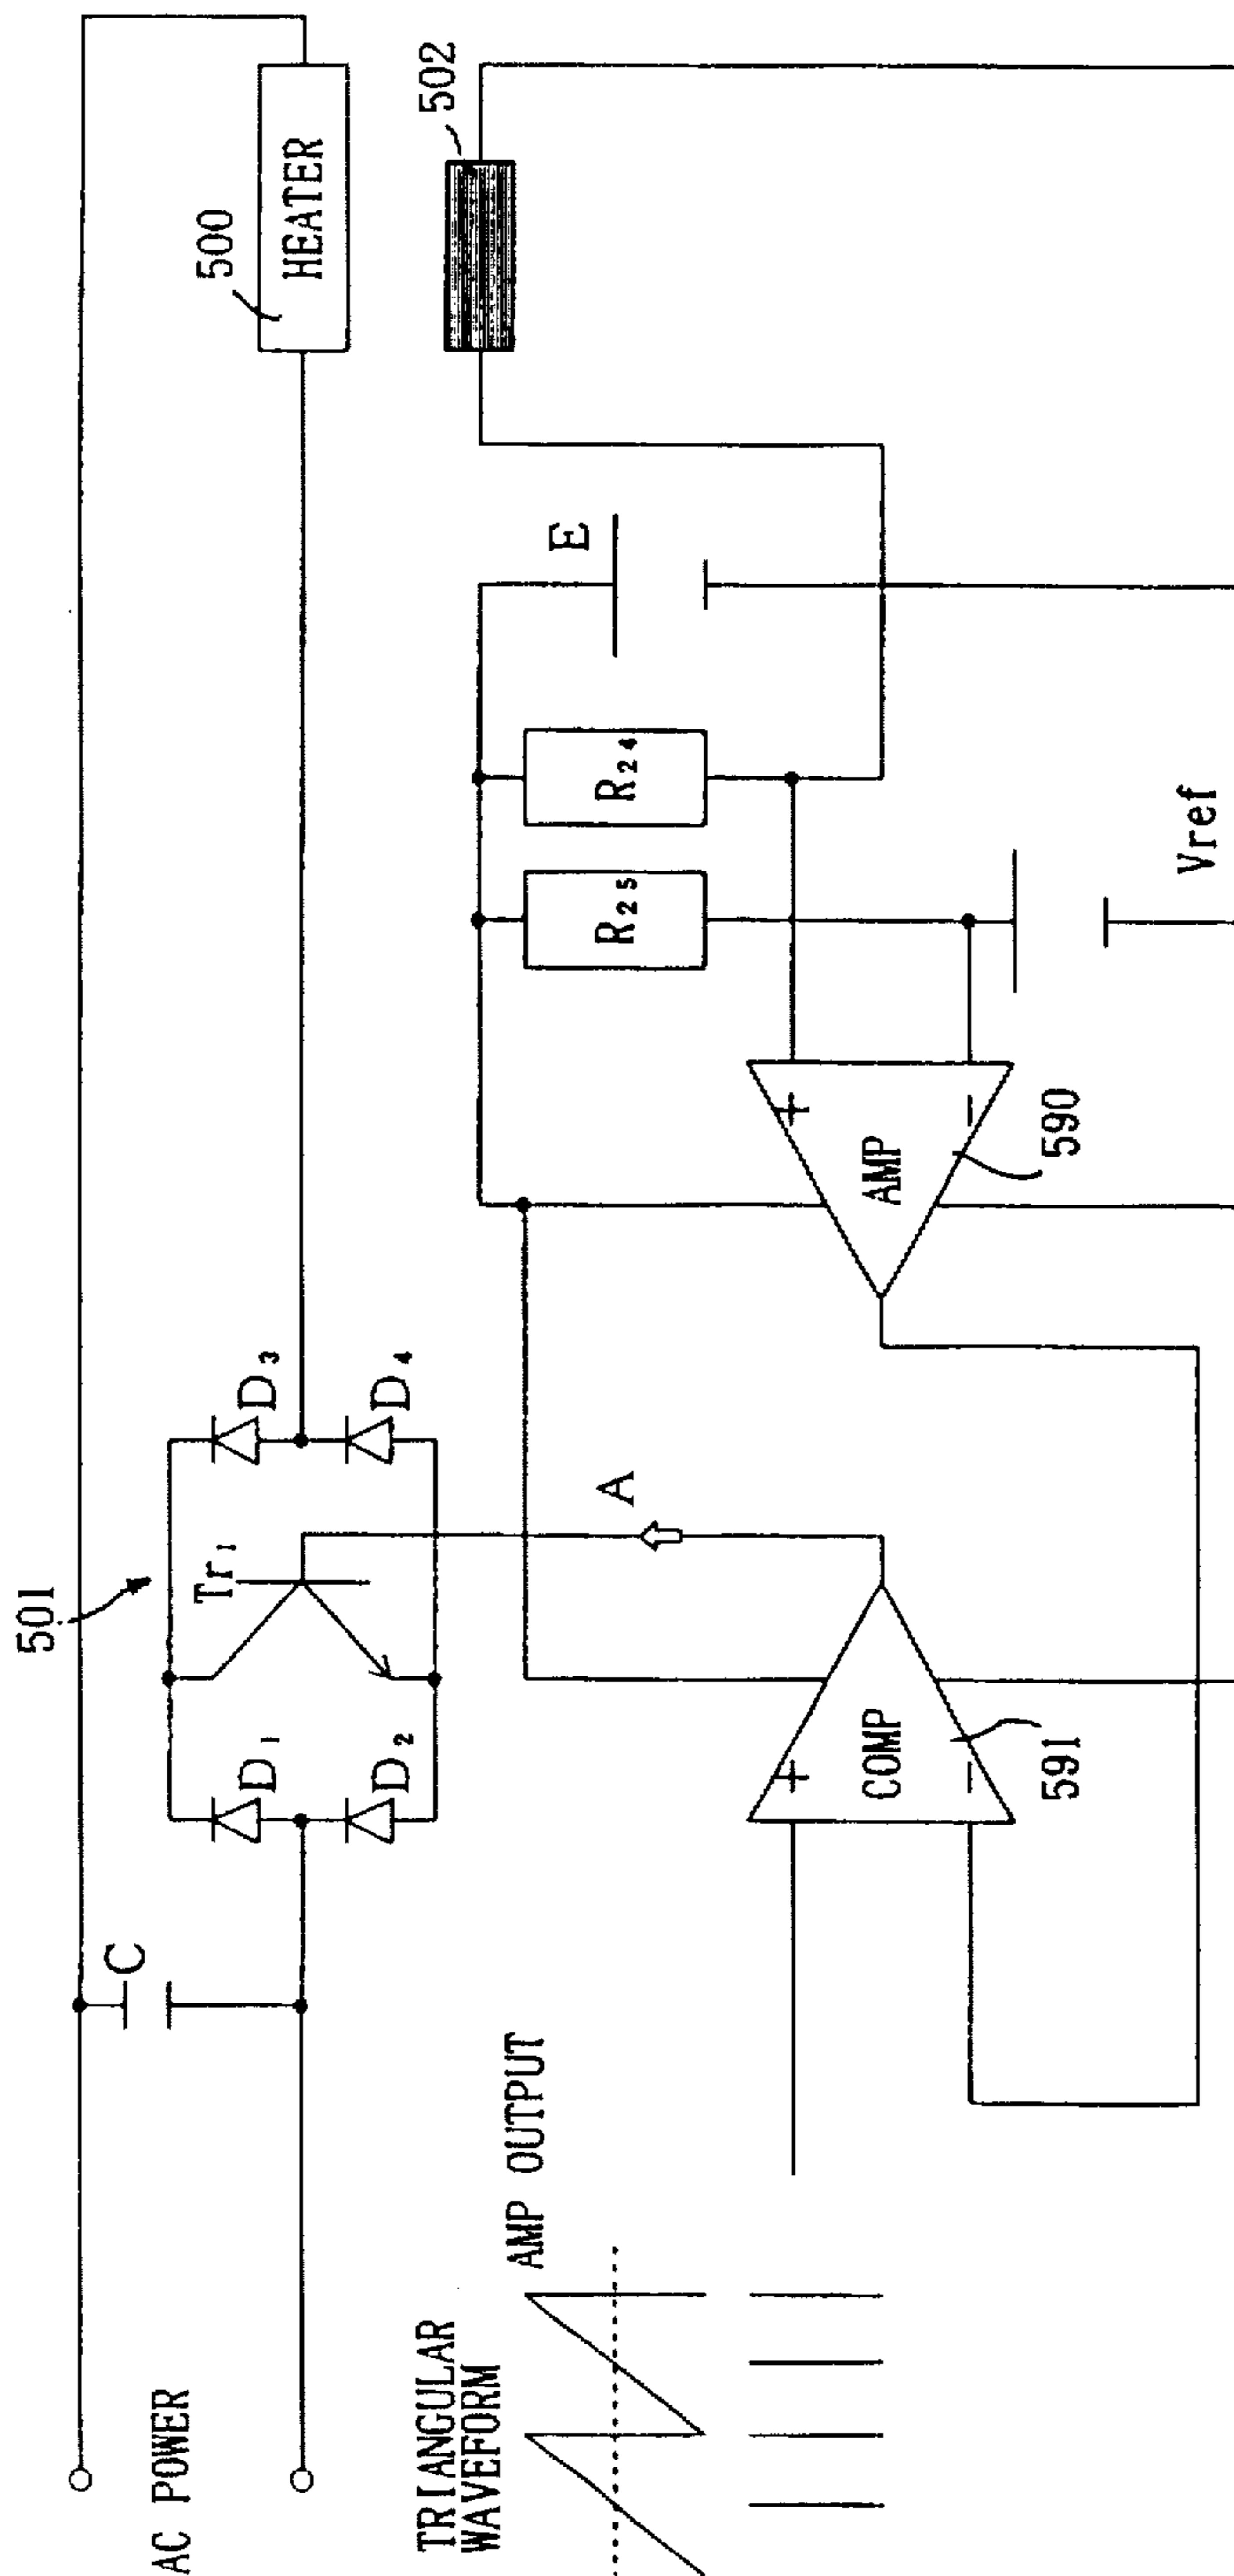 501
AC POWER
C
D₁
D₂
Tr₁
D₃
D₄
500
HEATER
502
TRIANGULAR
WAVEFORM
AMP OUTPUT
A
E
R₂₅
R₂₄
+
COMP
−
591
+
AMP
−
590
Vref